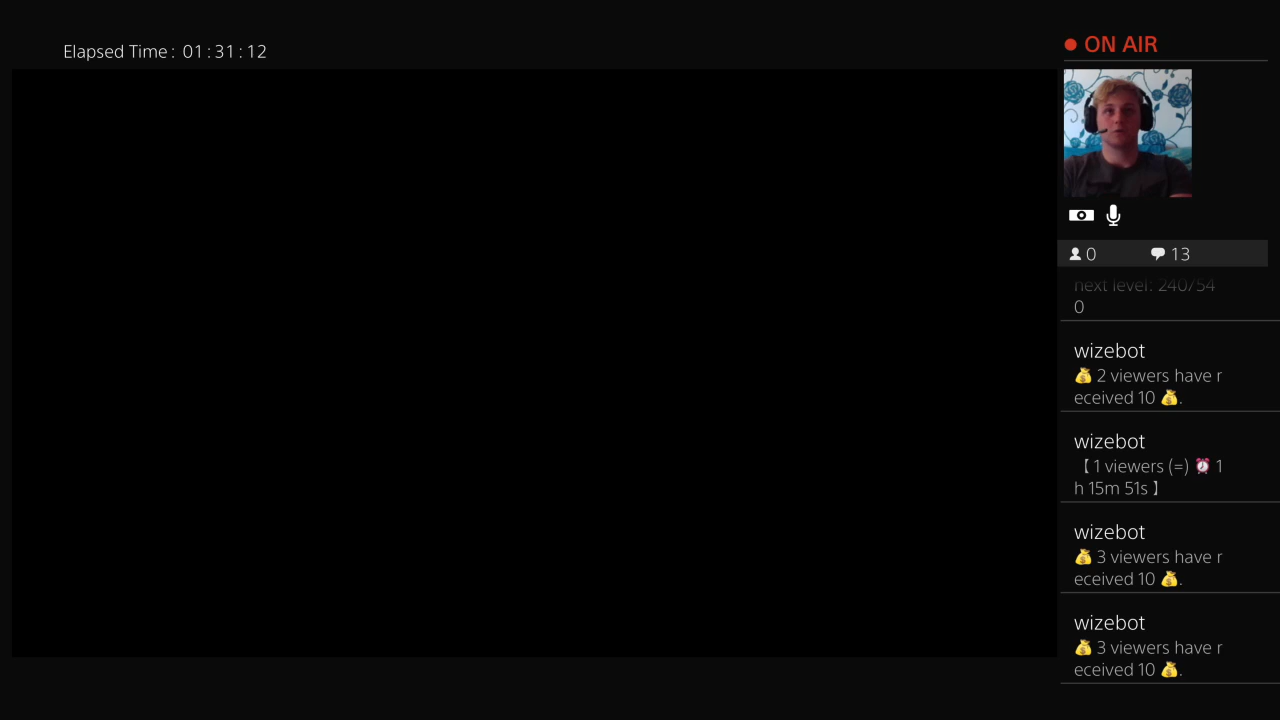 Elapsed Time: 01:31:12
ON AIR
0 13
next level: 240/54
0
wizebot
💰 2 viewers have r
eceived 10 💰.
wizebot
【 1 viewers (=) ⏰ 1
h 15m 51s 】
wizebot
💰 3 viewers have r
eceived 10 💰.
wizebot
💰 3 viewers have r
eceived 10 💰.